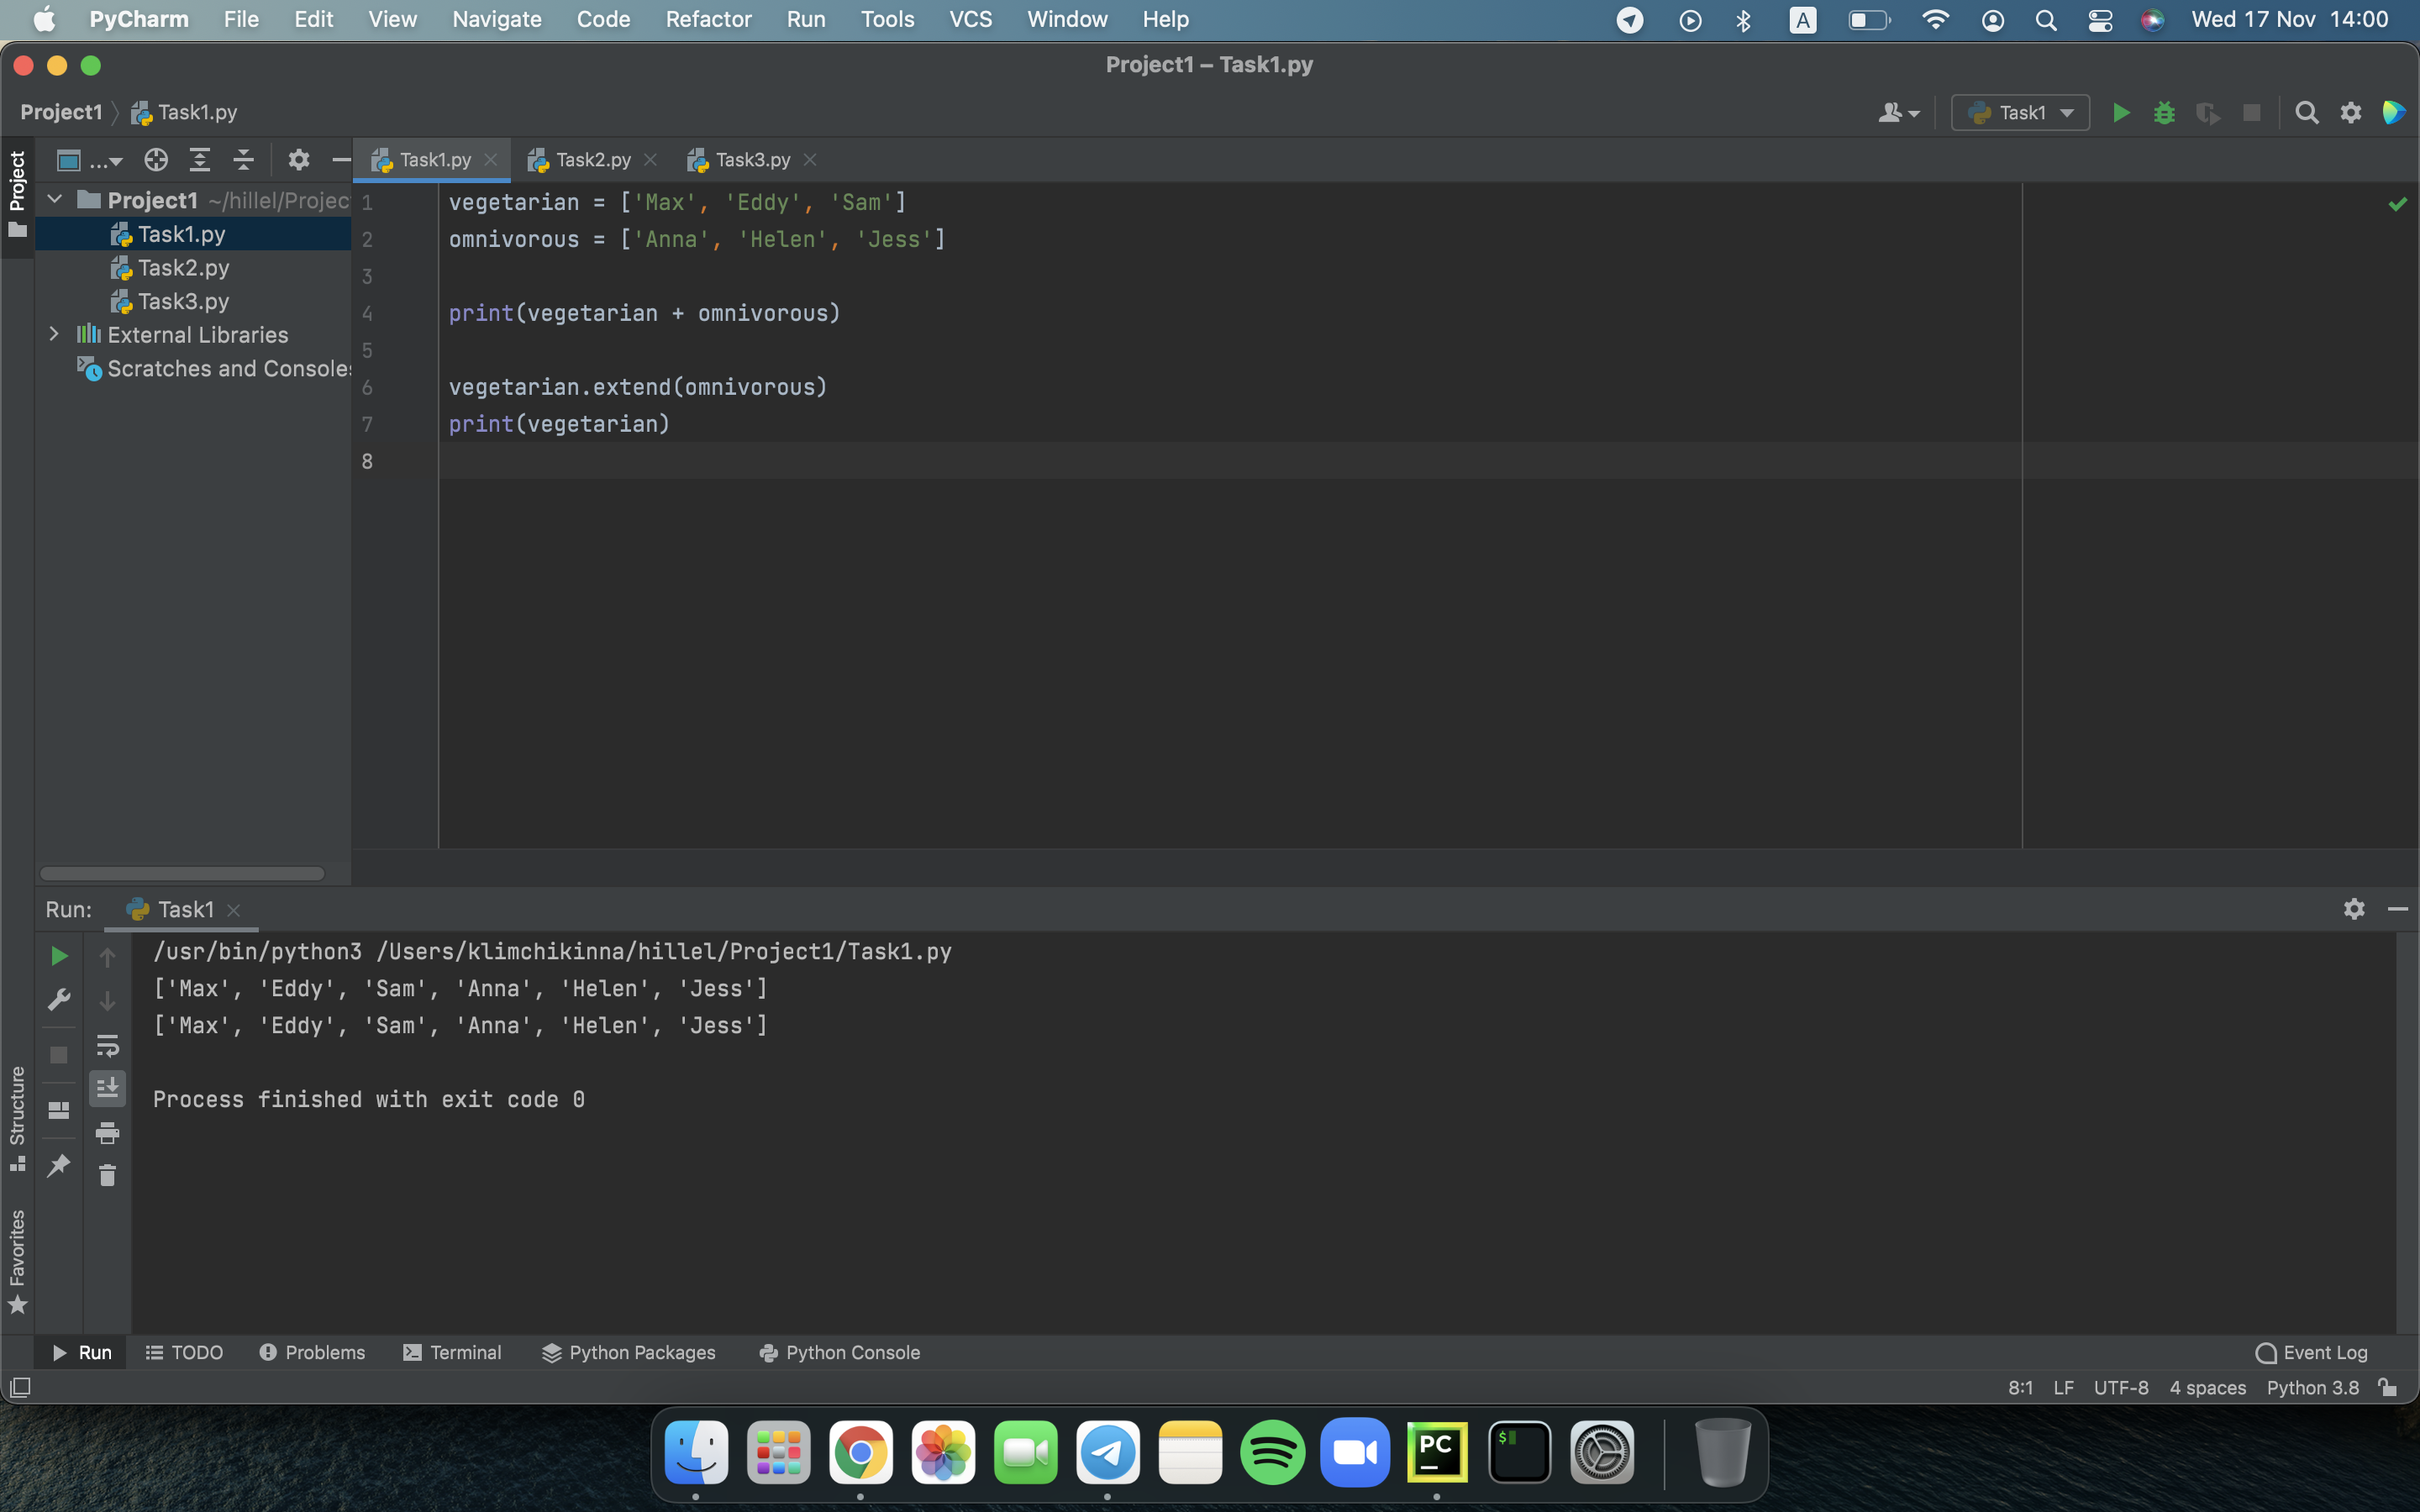 PyCharm File Edit View Navigate Code Refactor Run Tools VCS Window Help A Wed 17 Nov 14:00
Project1 – Task1.py
Project1 Task1.py Task1
Project
... Task1.py Task2.py Task3.py
Project1 ~/hillel/Projec
Task1.py
Task2.py
Task3.py
External Libraries
Scratches and Consoles
1 vegetarian = ['Max', 'Eddy', 'Sam']
2 omnivorous = ['Anna', 'Helen', 'Jess']
3
4 print(vegetarian + omnivorous)
5
6 vegetarian.extend(omnivorous)
7 print(vegetarian)
8
Run: Task1
/usr/bin/python3 /Users/klimchikinna/hillel/Project1/Task1.py
['Max', 'Eddy', 'Sam', 'Anna', 'Helen', 'Jess']
['Max', 'Eddy', 'Sam', 'Anna', 'Helen', 'Jess']
Process finished with exit code 0
Structure
Favorites
Run TODO Problems Terminal Python Packages Python Console Event Log
8:1 LF UTF-8 4 spaces Python 3.8
PC
$